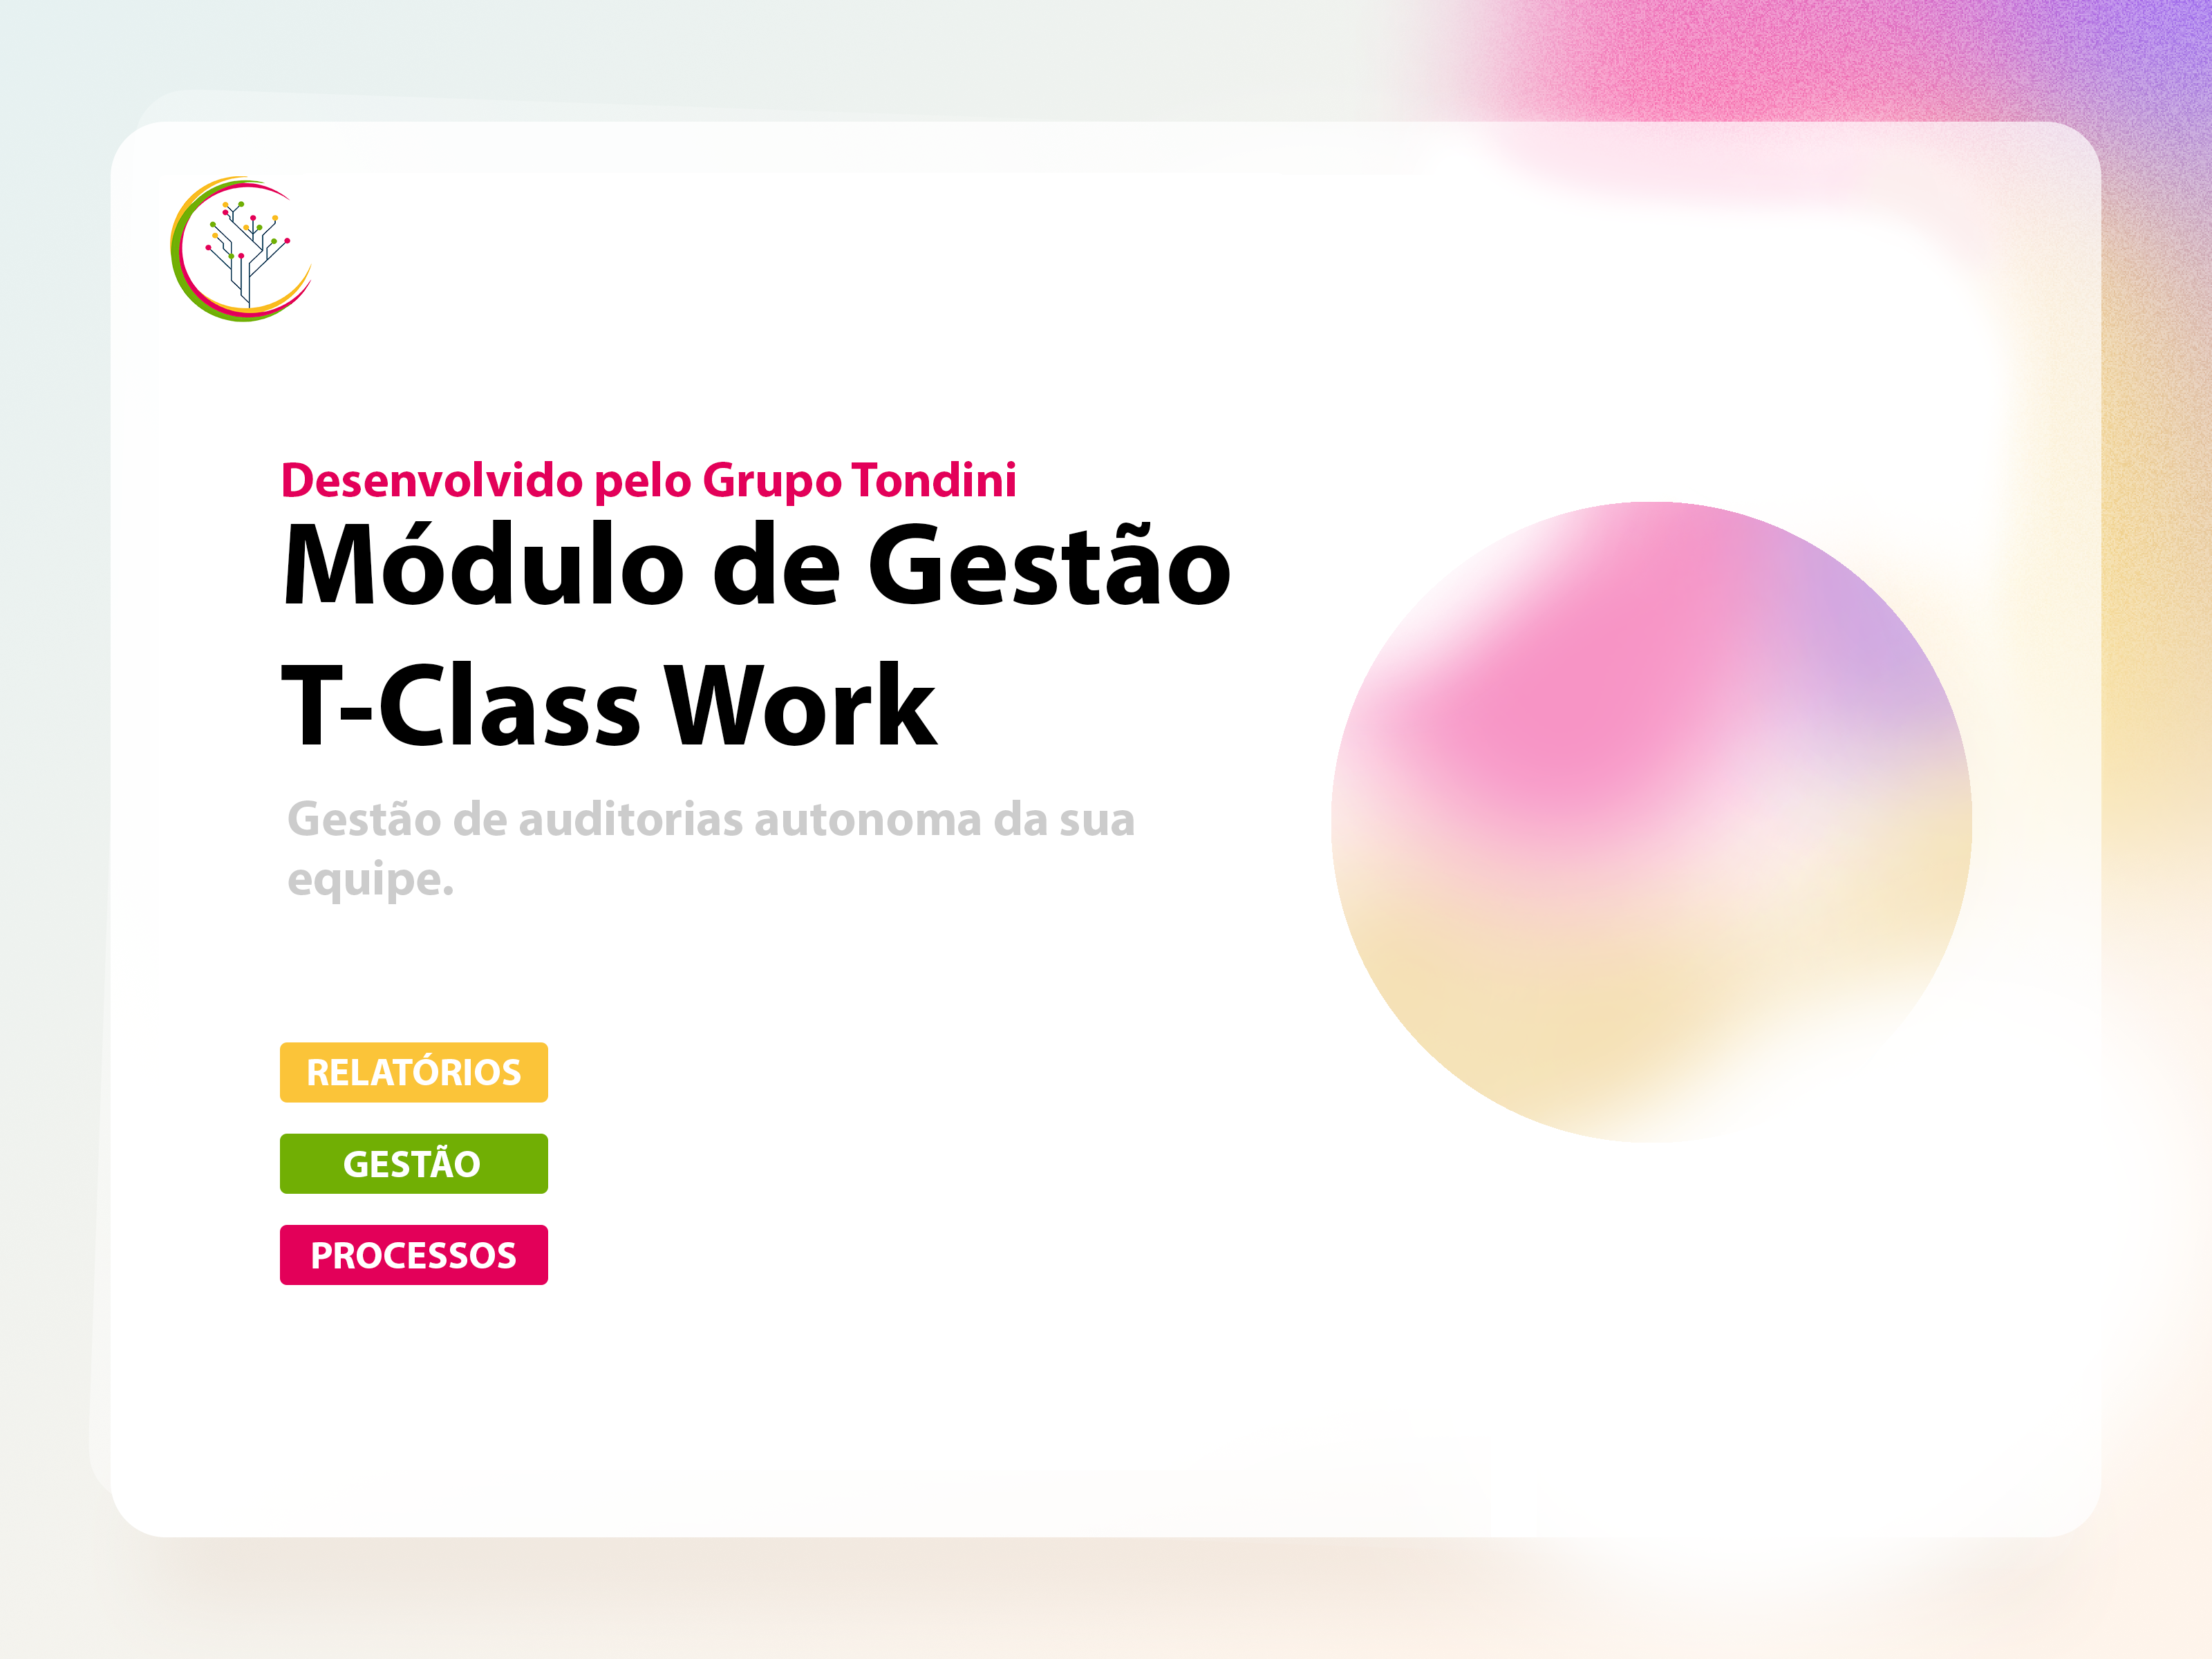 Desenvolvido pelo Grupo Tondini
Módulo de Gestão
T-Class Work
Gestão de auditorias autonoma da sua
equipe.
RELATÓRIOS
GESTÃO
PROCESSOS